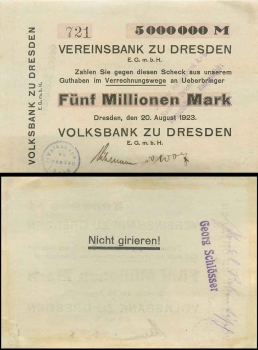 721
5000000 M
VEREINSBANK ZU DRESDEN
E. G. m. b. H.
Zahlen Sie gegen diesen Scheck aus unserem
Guthaben im Verrechnungswege an Ueberbringer
Fünf Millionen Mark
Dresden, den 20. August 1923.
VOLKSBANK ZU DRESDEN
E. G. m. b. H.
VOLKSBANK ZU DRESDEN
E. G. m. b. H.
Nicht girieren!
Georg Schlösser